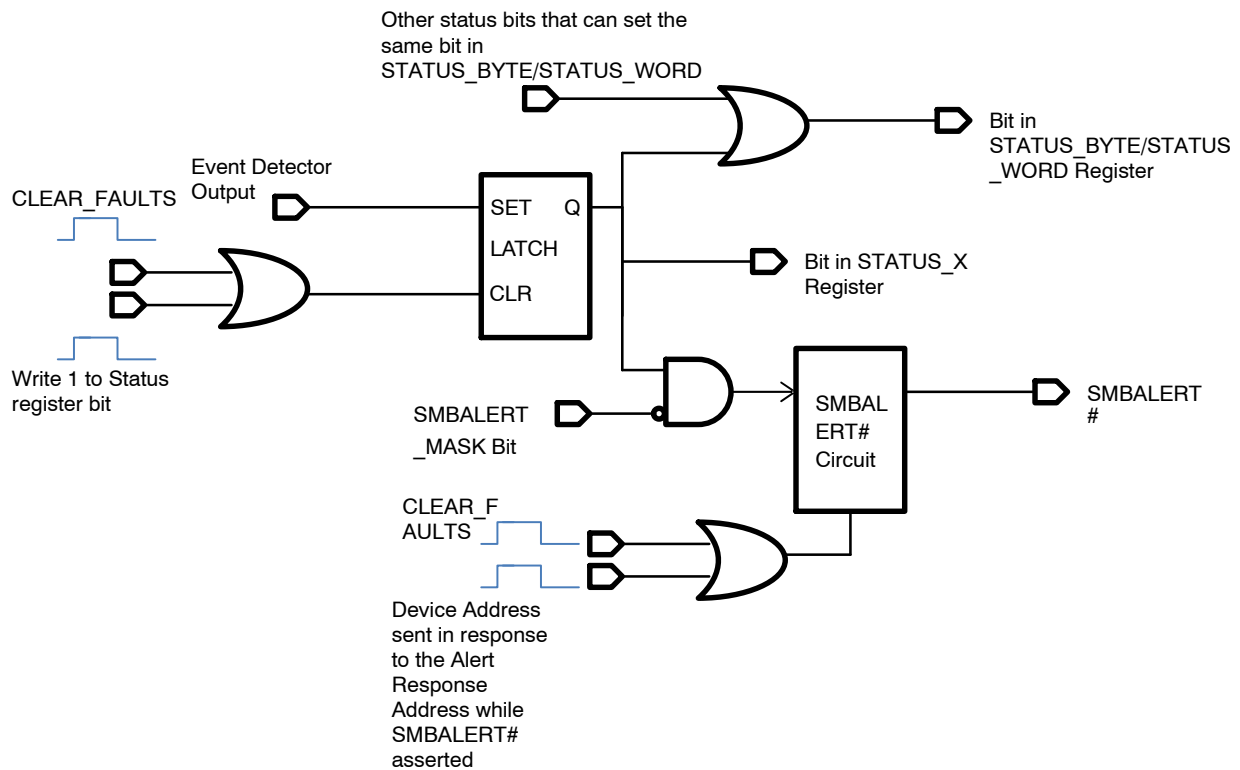 Other status bits that can set the
same bit in
STATUS_BYTE/STATUS_WORD
Bit in
STATUS_BYTE/STATUS
_WORD Register
Event Detector
Output
CLEAR_FAULTS
SET Q
LATCH
CLR
Bit in STATUS_X
Register
Write 1 to Status
register bit
SMBALERT
_MASK Bit
SMBAL
ERT#
Circuit
SMBALERT
#
CLEAR_F
AULTS
Device Address
sent in response
to the Alert
Response
Address while
SMBALERT#
asserted